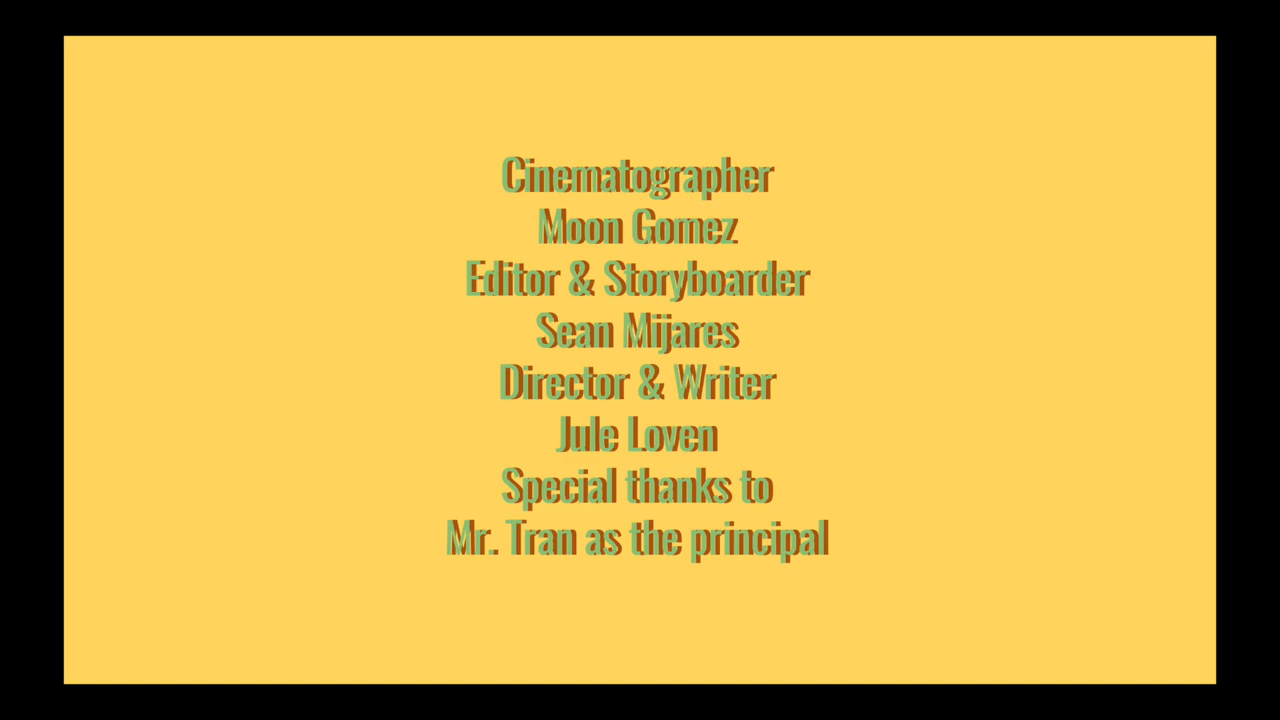 Cinematographer
Moon Gomez
Editor & Storyboarder
Sean Mijares
Director & Writer
Jule Loven
Special thanks to
Mr. Tran as the principal